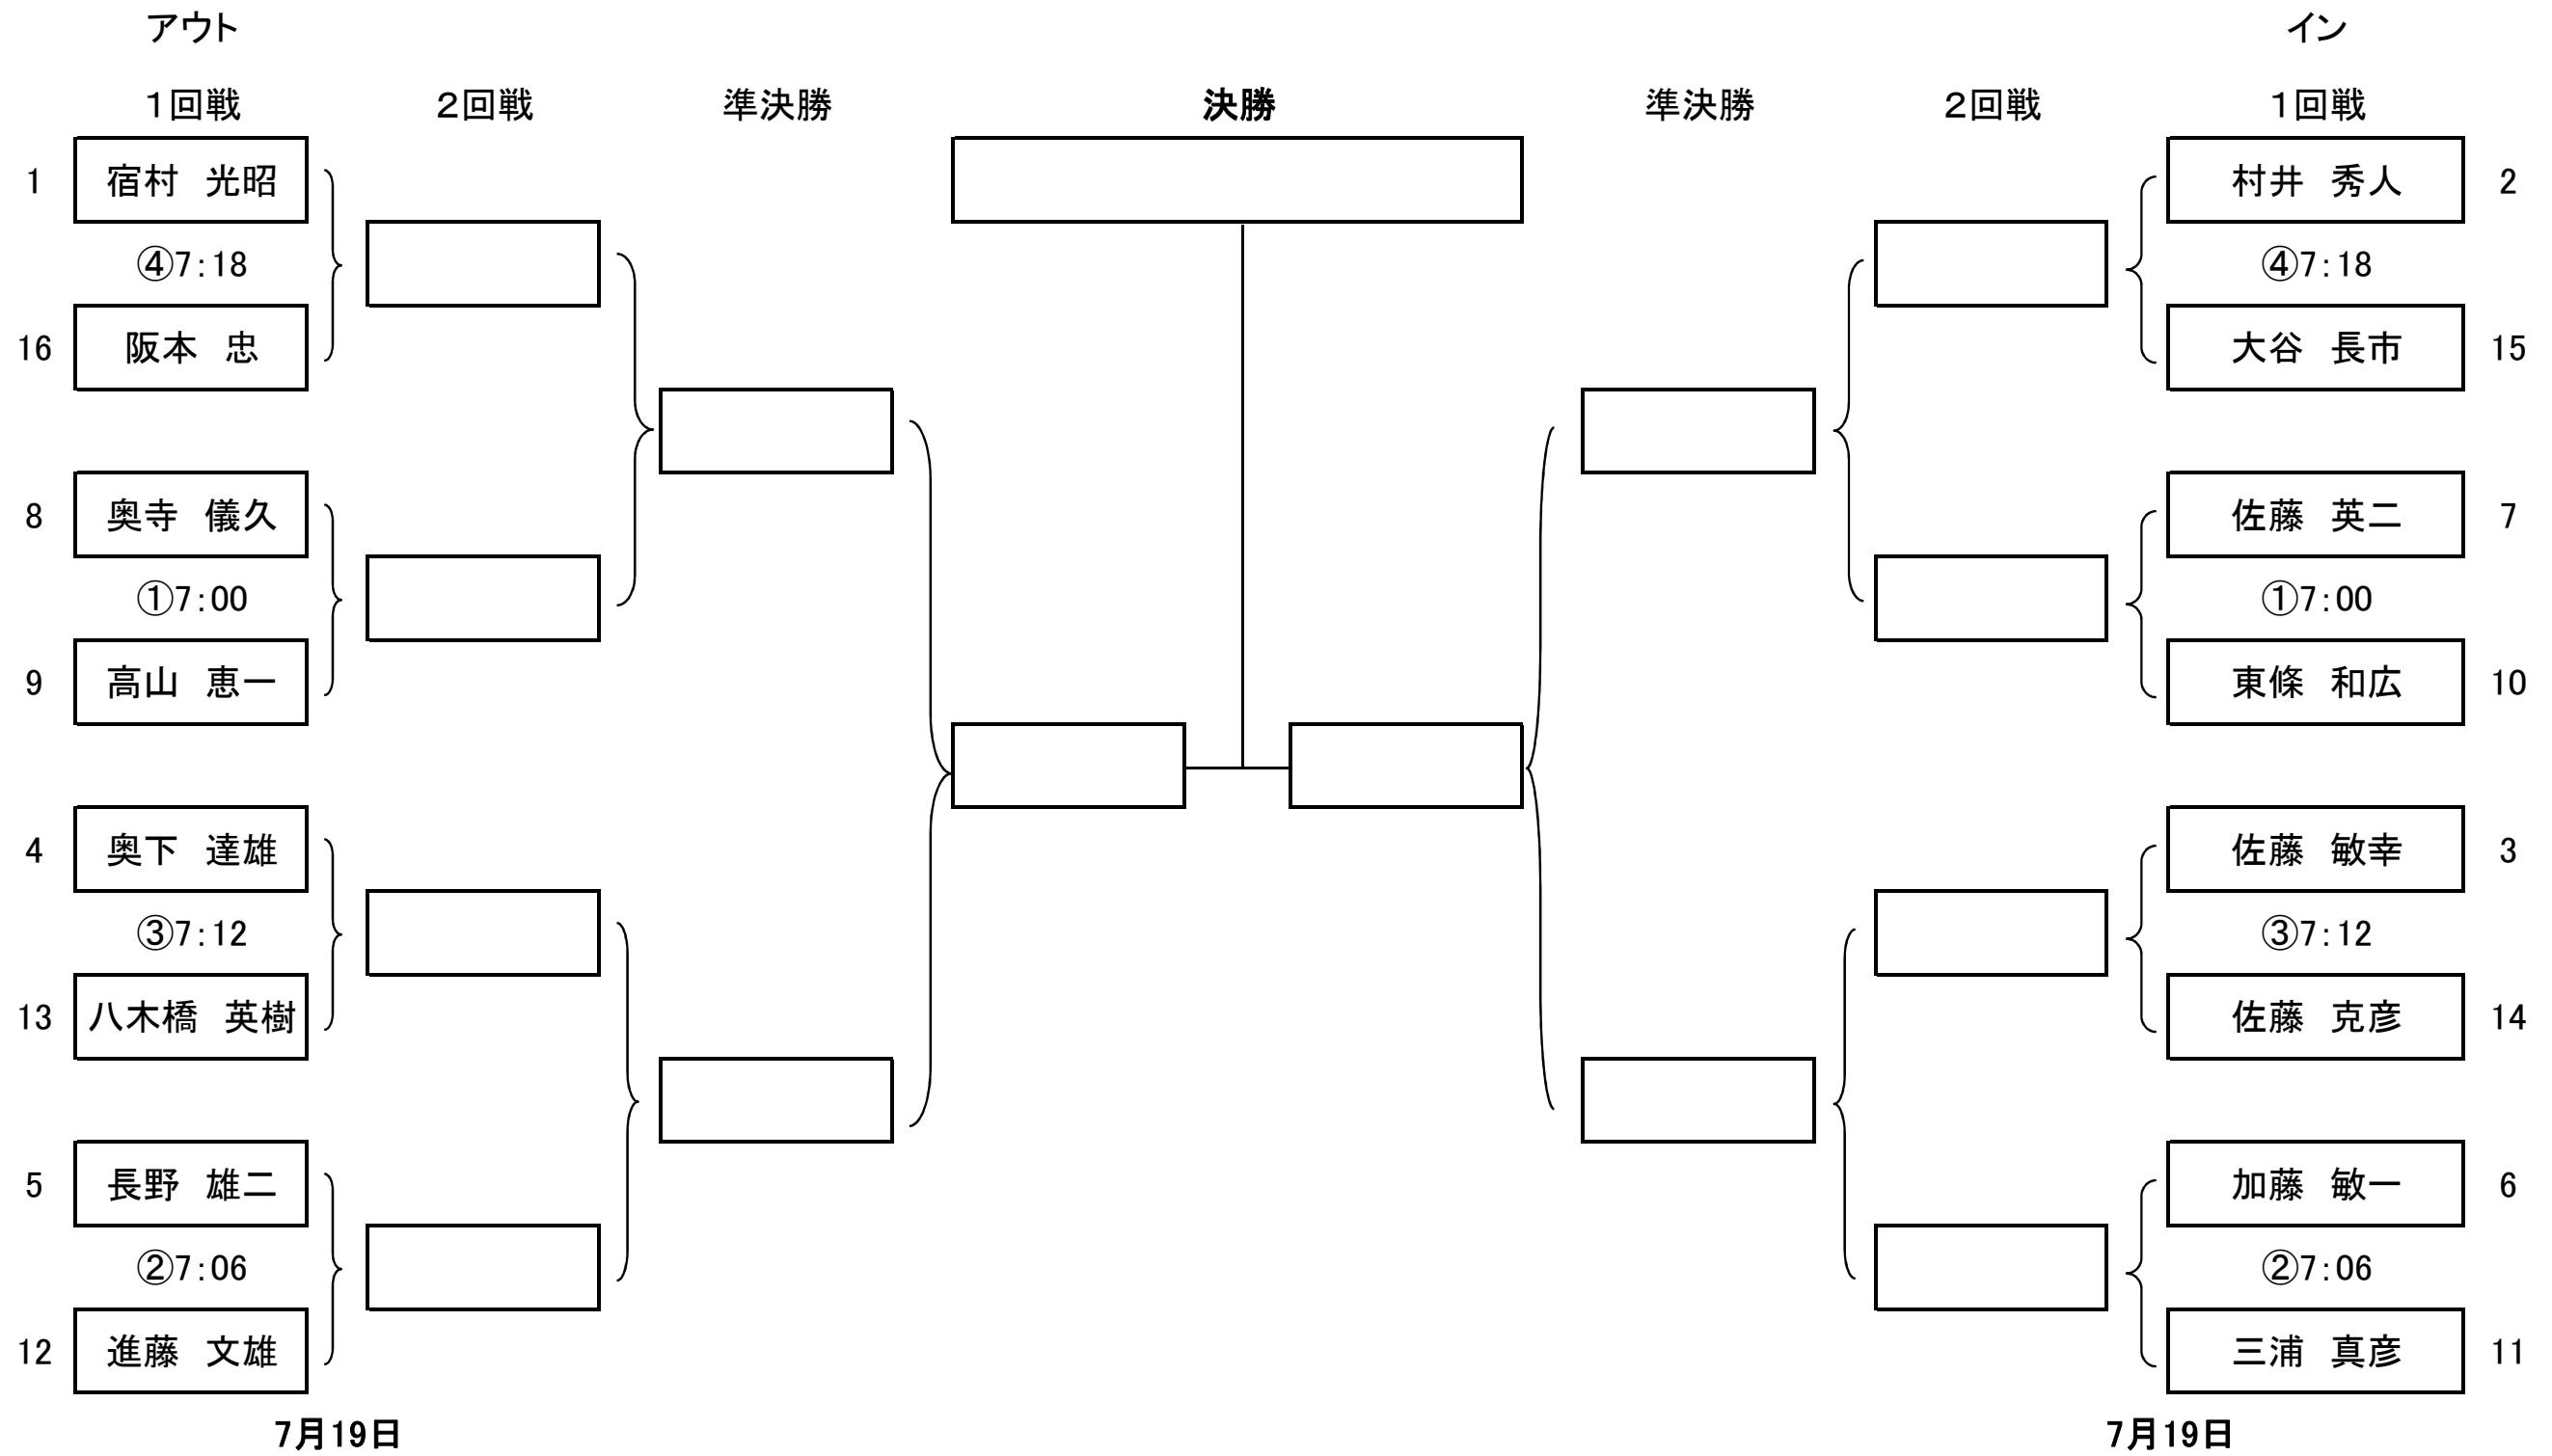 アウト　イン
１回戦　２回戦　準決勝　決勝　準決勝　２回戦　１回戦
1　宿村　光昭　村井　秀人　2
④7：18　④7：18
16　阪本　忠　大谷　長市　15
8　奥寺　儀久　佐藤　英二　7
①7：00　①7：00
9　高山　恵一　東條　和広　10
4　奥下　達雄　佐藤　敏幸　3
③7：12　③7：12
13　八木橋　英樹　佐藤　克彦　14
5　長野　雄二　加藤　敏一　6
②7：06　②7：06
12　進藤　文雄　三浦　真彦　11
7月19日　7月19日